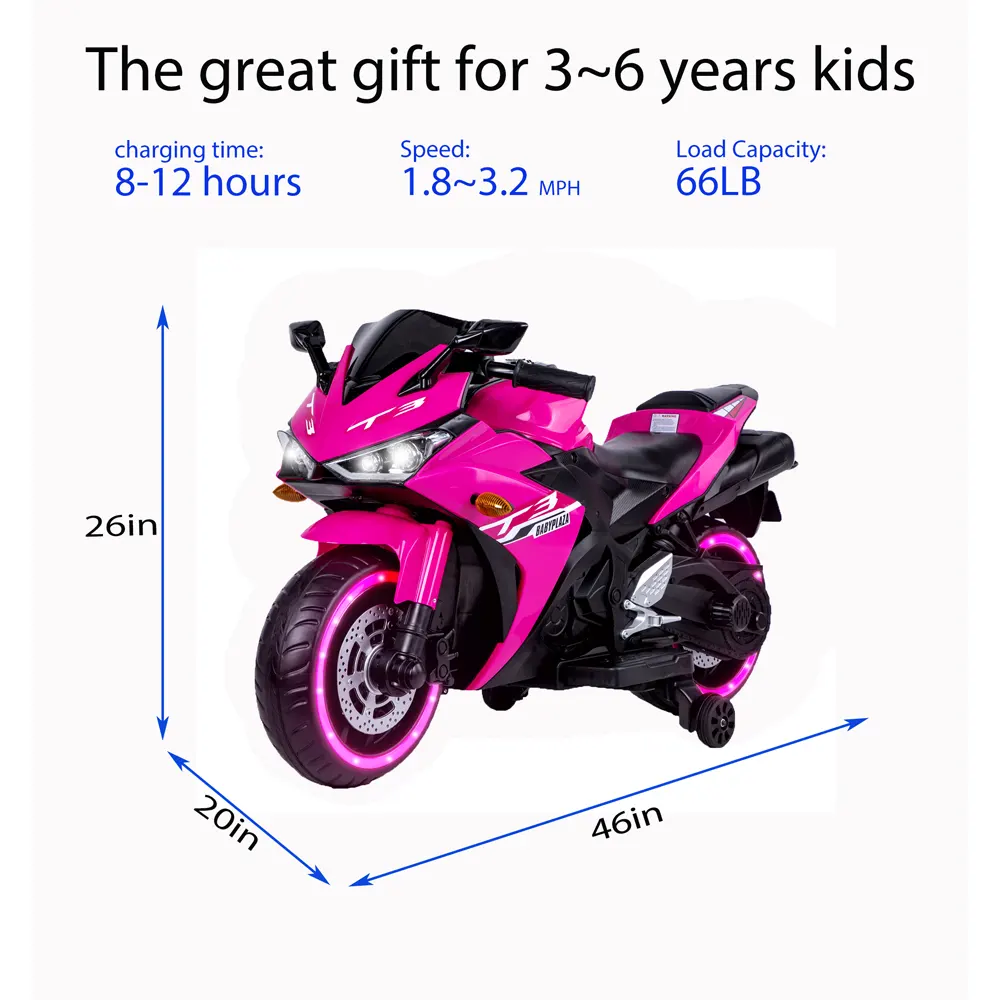 The great gift for 3~6 years kids
charging time:
8-12 hours
Speed:
1.8~3.2 MPH
Load Capacity:
66LB
26in
T3
T3
T3
BABYPLAZA
20in
46in